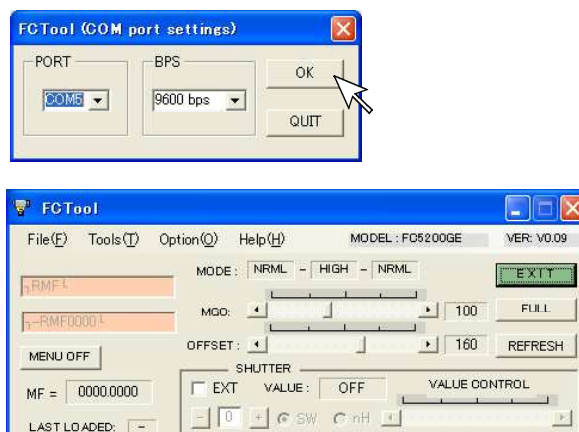 FCTool (COM port settings)
PORT
BPS
COM5
9600 bps
OK
QUIT
FCTool
File(F) Tools(T) Option(O) Help(H) MODEL : FC5200GE VER: V0.09
MODE : NRML - HIGH - NRML
EXIT
┐RMF└
MGO: 100
FULL
┐-RMF0000└
OFFSET : 160
REFRESH
MENU OFF
SHUTTER
EXT VALUE : OFF
VALUE CONTROL
MF = 0000.0000
- 0 + SW nH
LAST LOADED: -